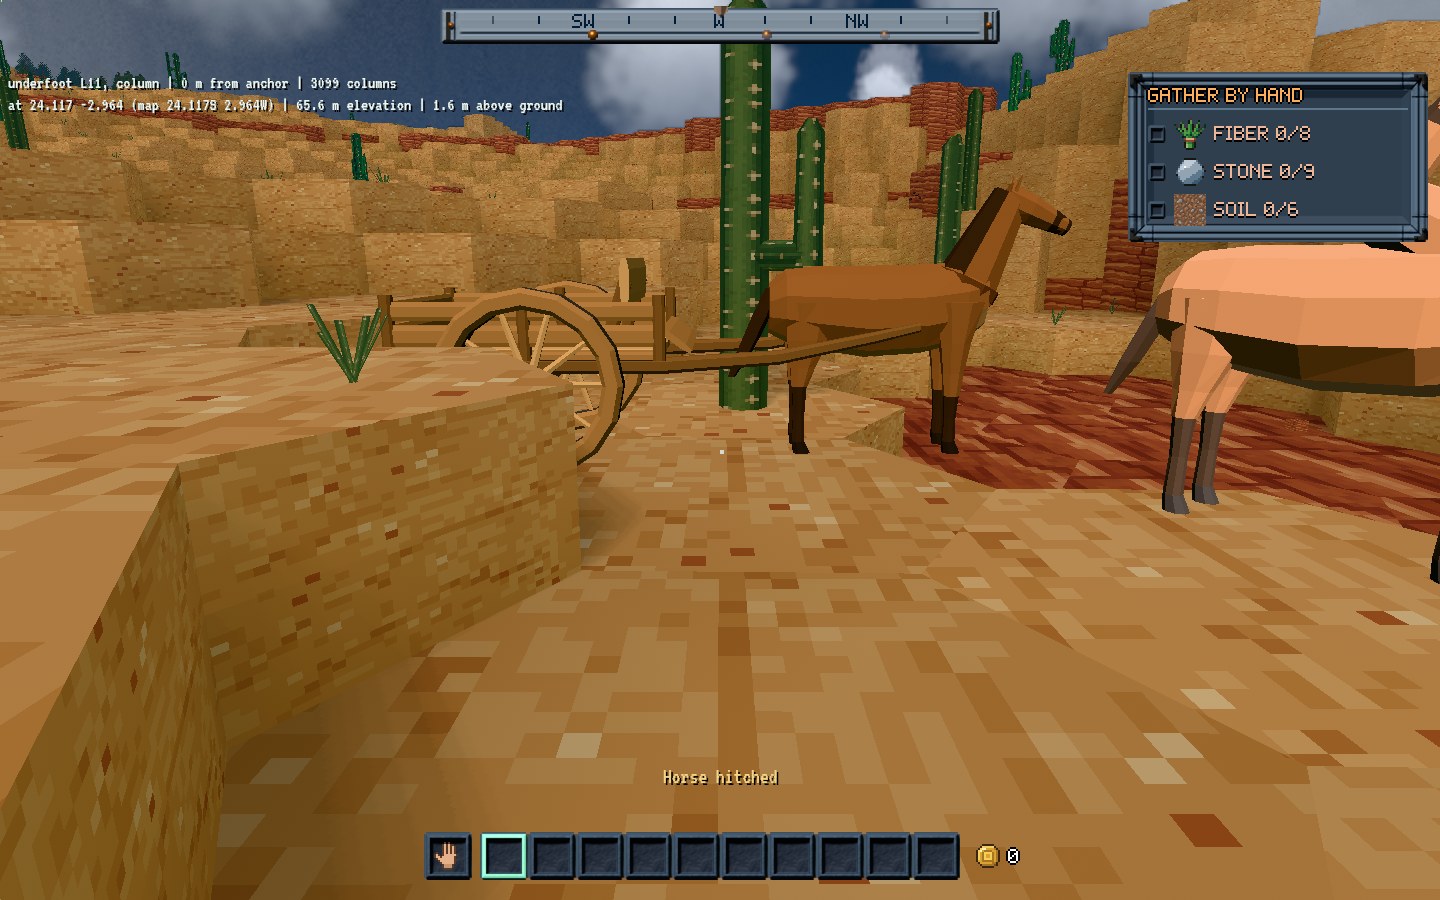 SW W NW
underfoot L11, column | 0 m from anchor | 3099 columns
at 24.117 -2.964 (map 24.117S 2.964W) | 65.6 m elevation | 1.6 m above ground
GATHER BY HAND
FIBER 0/8
STONE 0/9
SOIL 0/6
Horse hitched
0